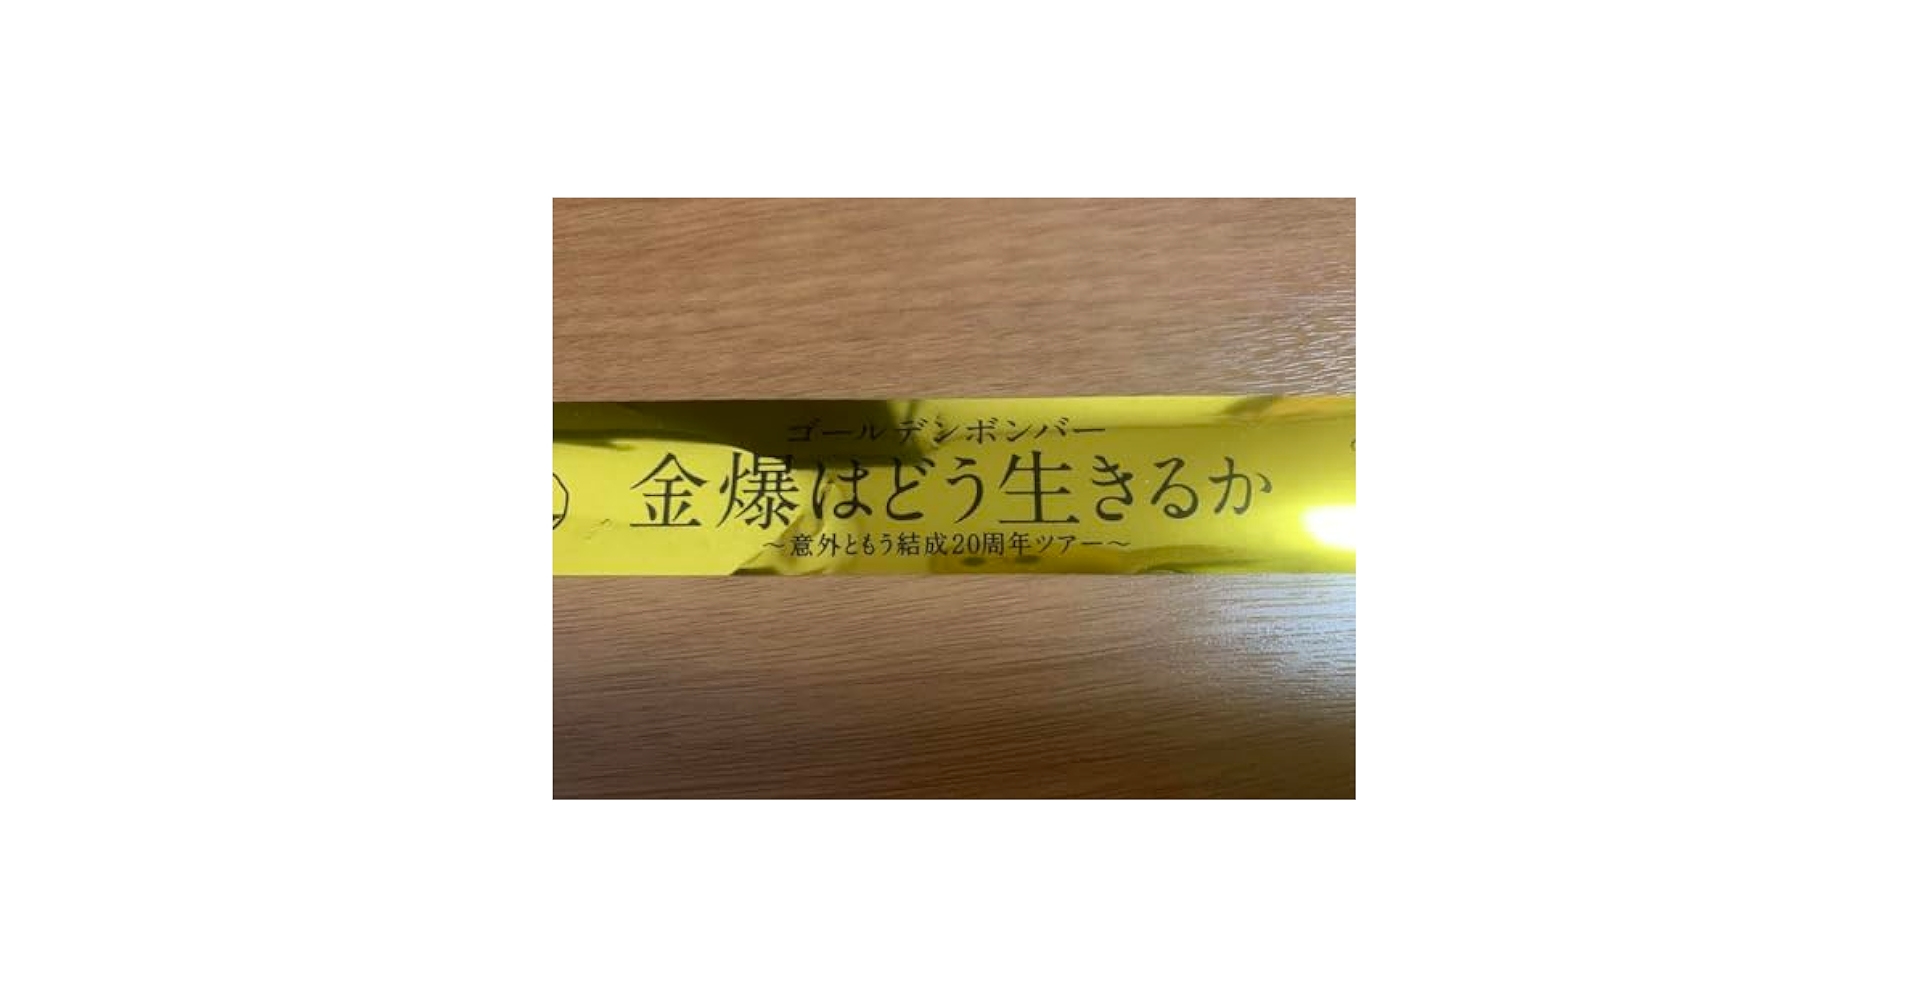 ゴールデンボンバー
金爆はどう生きるか
～意外ともう結成20周年ツアー～